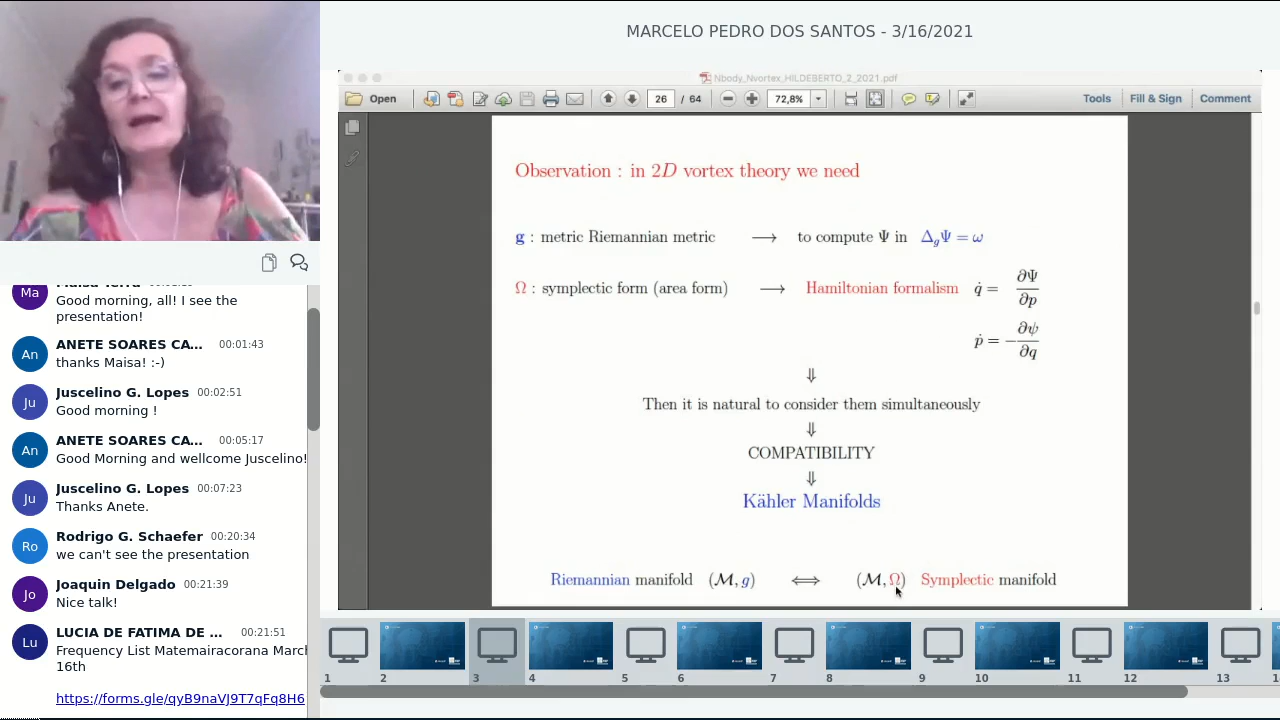 MARCELO PEDRO DOS SANTOS - 3/16/2021
Nbody_Nvortex_HILDEBERTO_2_2021.pdf
Open 26 / 64 72,8% Tools Fill & Sign Comment
Observation : in 2D vortex theory we need
g : metric Riemannian metric ⟶ to compute Ψ in Δ_gΨ = ω
Ω : symplectic form (area form) ⟶ Hamiltonian formalism q̇ = ∂Ψ/∂p
ṗ = −∂ψ/∂q
⇓
Then it is natural to consider them simultaneously
⇓
COMPATIBILITY
⇓
Kähler Manifolds
Riemannian manifold (M, g) ⟺ (M, Ω) Symplectic manifold
Ma
Good morning, all! I see the
presentation!
An ANETE SOARES CA... 00:01:43
thanks Maisa! :-)
Ju Juscelino G. Lopes 00:02:51
Good morning !
An ANETE SOARES CA... 00:05:17
Good Morning and wellcome Juscelino!
Ju Juscelino G. Lopes 00:07:23
Thanks Anete.
Ro Rodrigo G. Schaefer 00:20:34
we can't see the presentation
Jo Joaquin Delgado 00:21:39
Nice talk!
Lu LUCIA DE FATIMA DE ... 00:21:51
Frequency List Matemairacorana March
16th
https://forms.gle/qyB9naVJ9T7qFq8H6
1 2 3 4 5 6 7 8 9 10 11 12 13